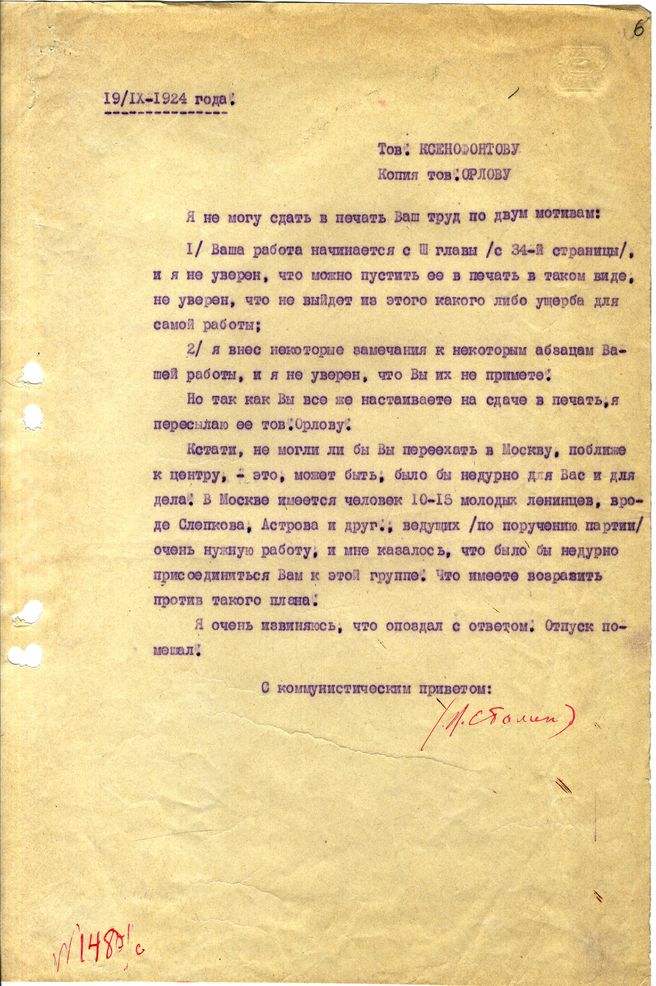 6
19/IX-1924 года.
Тов. КСЕНОФОНТОВУ
Копия тов.ОРЛОВУ
Я не могу сдать в печать Ваш труд по двум мотивам:
1/ Ваша работа начинается с Ш главы /с 34-й страницы/,
и я не уверен, что можно пустить ее в печать в таком виде,
не уверен, что не выйдет из этого какого либо ущерба для
самой работы;
2/ я внес некоторые замечания к некоторым абзацам Ва-
шей работы, и я не уверен, что Вы их не примете.
Но так как Вы все же настаиваете на сдаче в печать,я
пересылаю ее тов.Орлову.
Кстати, не могли ли бы Вы переехать в Москву, поближе
к центру, - это, может быть, было бы недурно для Вас и для
дела. В Москве имеется человек 10-15 молодых ленинцев, вро-
де Слепкова, Астрова и друг., ведущих /по поручению партии/
очень нужную работу, и мне казалось, что было бы недурно
присоединиться Вам к этой группе. Что имеете возразить
против такого плана.
Я очень извиняюсь, что опоздал с ответом. Отпуск по-
мешал.
С коммунистическим приветом:
(И.Сталин)